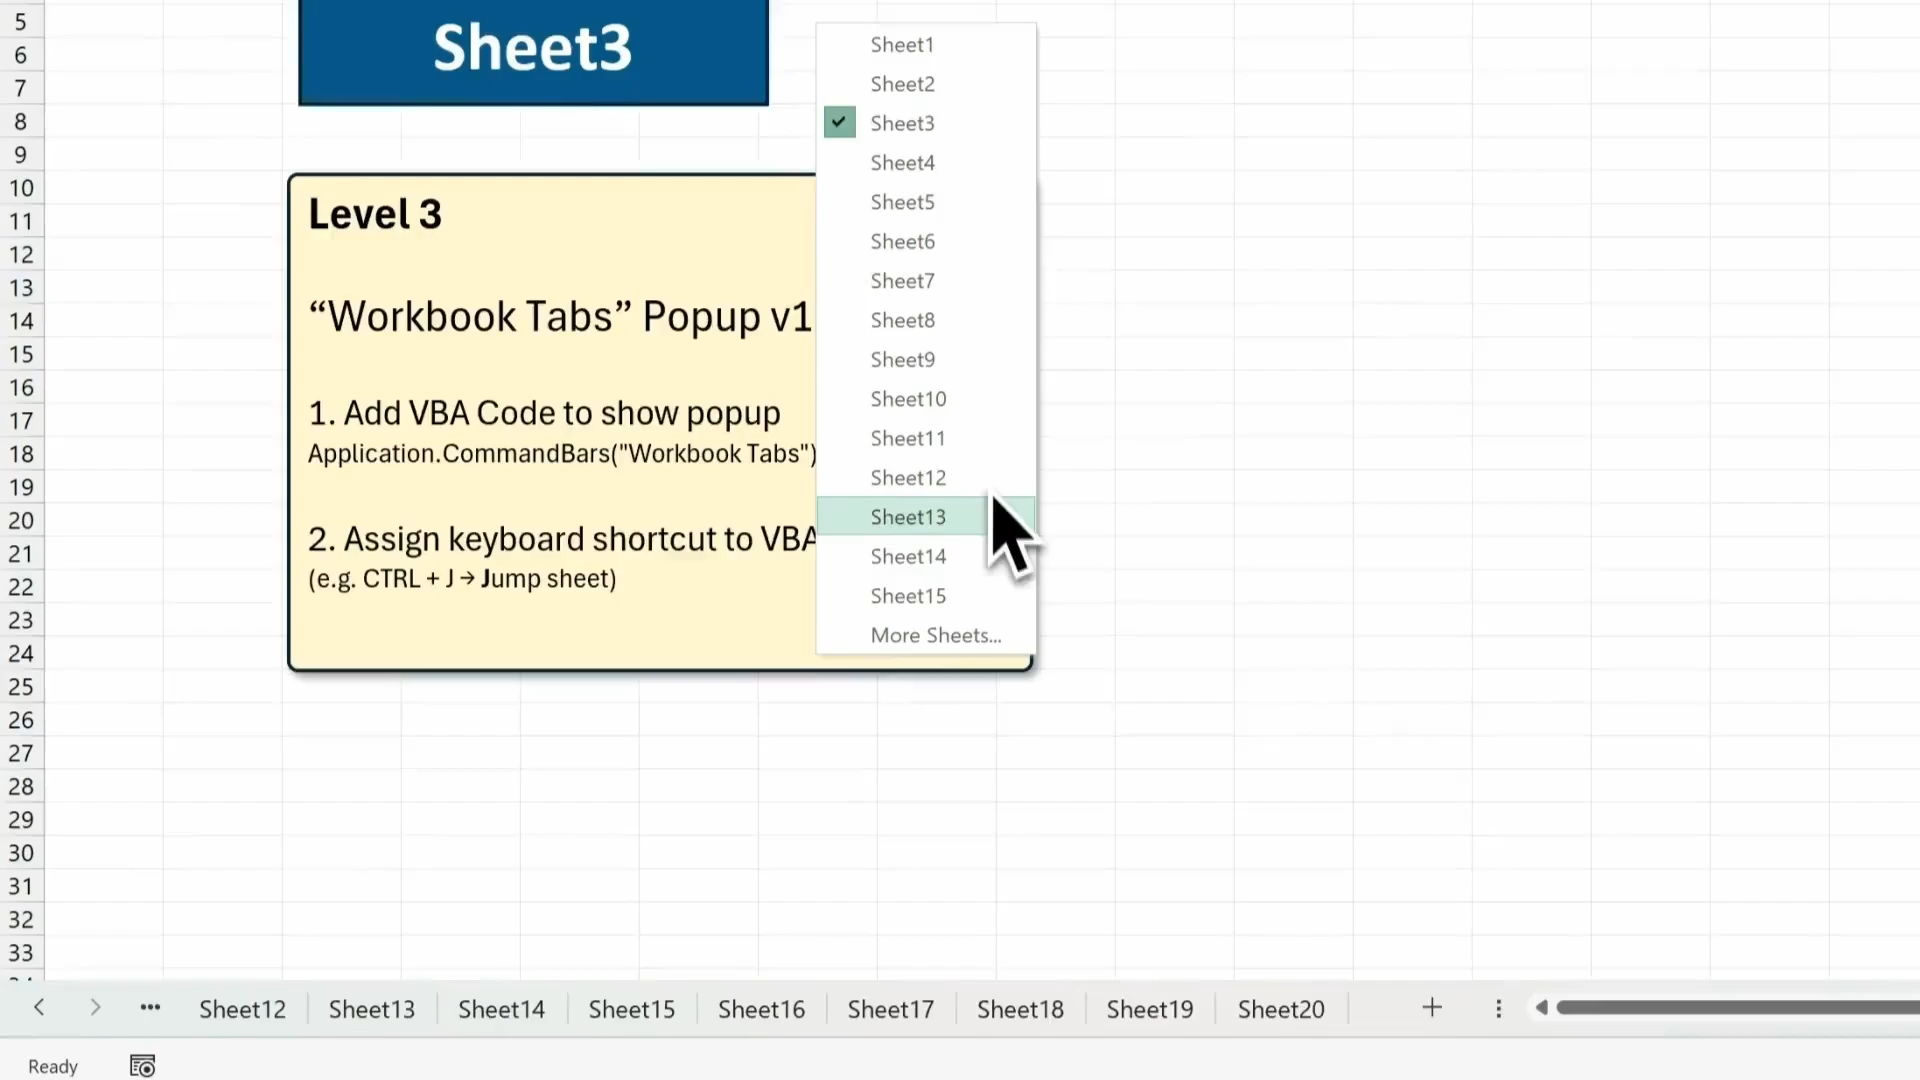 5
6
7
8
9
10
11
12
13
14
15
16
17
18
19
20
21
22
23
24
25
26
27
28
29
30
31
32
33
Sheet3
Level 3
“Workbook Tabs” Popup v1
1. Add VBA Code to show popup
Application.CommandBars("Workbook Tabs")
2. Assign keyboard shortcut to VBA
(e.g. CTRL + J → Jump sheet)
Sheet1
Sheet2
Sheet3
Sheet4
Sheet5
Sheet6
Sheet7
Sheet8
Sheet9
Sheet10
Sheet11
Sheet12
Sheet13
Sheet14
Sheet15
More Sheets...
Sheet12 Sheet13 Sheet14 Sheet15 Sheet16 Sheet17 Sheet18 Sheet19 Sheet20
Ready